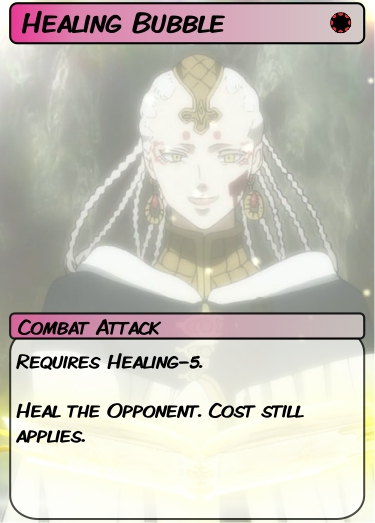 Healing Bubble
Combat Attack
Requires Healing-5.
Heal the Opponent. Cost still
applies.